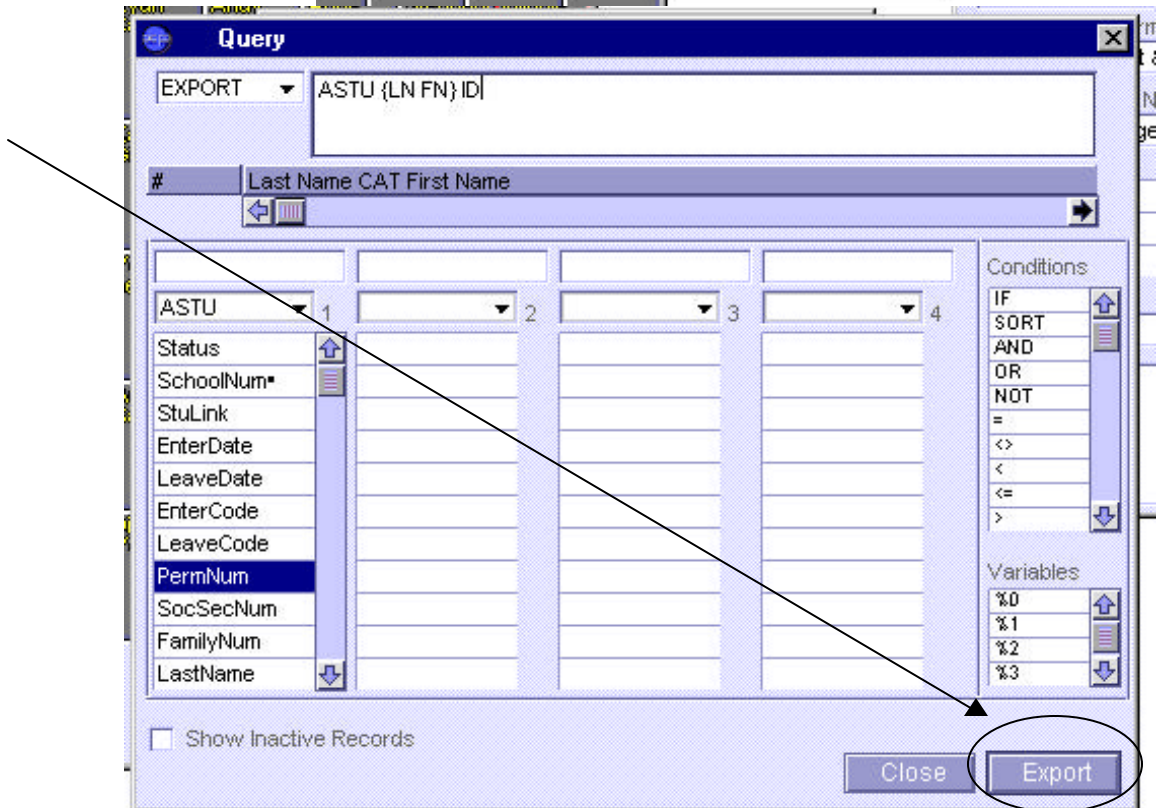 Query
EXPORT
ASTU {LN FN} ID
# Last Name CAT First Name
ASTU 1 2 3 4
Status
SchoolNum
StuLink
EnterDate
LeaveDate
EnterCode
LeaveCode
PermNum
SocSecNum
FamilyNum
LastName
Conditions
IF
SORT
AND
OR
NOT
=
<>
<
<=
>
Variables
%0
%1
%2
%3
Show Inactive Records
Close Export